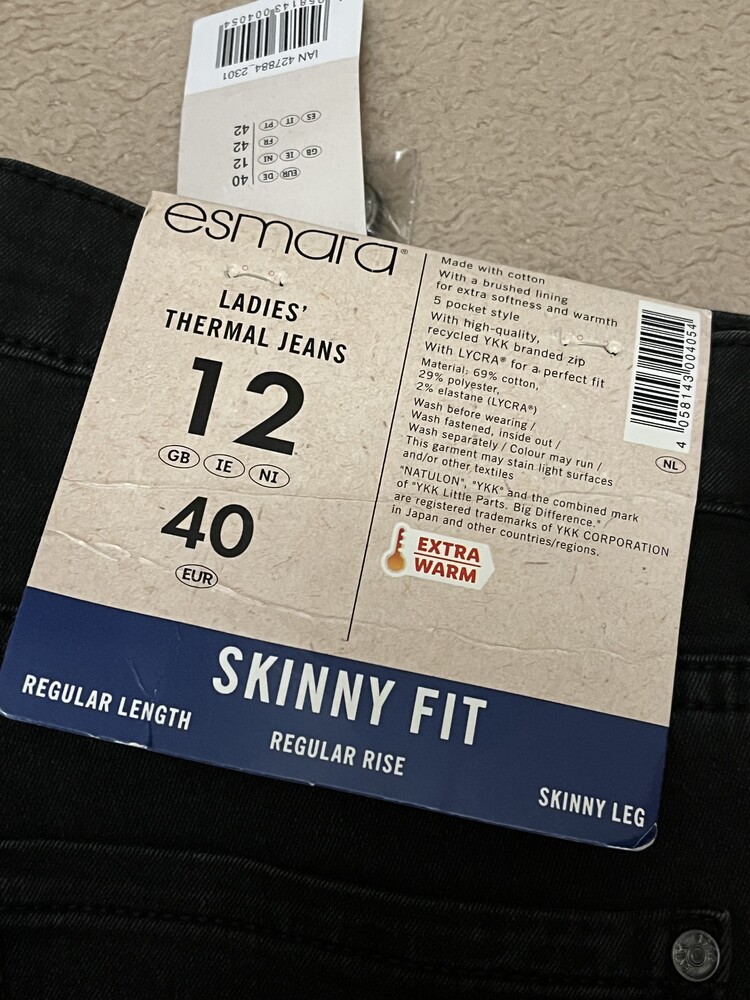 058143 004054
IAN 427884_2301
ES IT PT 42
FR 42
GB IE NI 12
EUR DE 40
esmara®
LADIES'
THERMAL JEANS
12
GB IE NI
40
EUR
Made with cotton
With a brushed lining
for extra softness and warmth
5 pocket style
With high-quality,
recycled YKK branded zip
With LYCRA® for a perfect fit
Material: 69% cotton,
29% polyester,
2% elastane (LYCRA®)
Wash before wearing /
Wash fastened, inside out /
Wash separately / Colour may run /
This garment may stain light surfaces
and/or other textiles
"NATULON", "YKK" and the combined mark
of "YKK Little Parts. Big Difference."
are registered trademarks of YKK CORPORATION
in Japan and other countries/regions.
4 058143 004054
NL
EXTRA
WARM
SKINNY FIT
REGULAR LENGTH
REGULAR RISE
SKINNY LEG